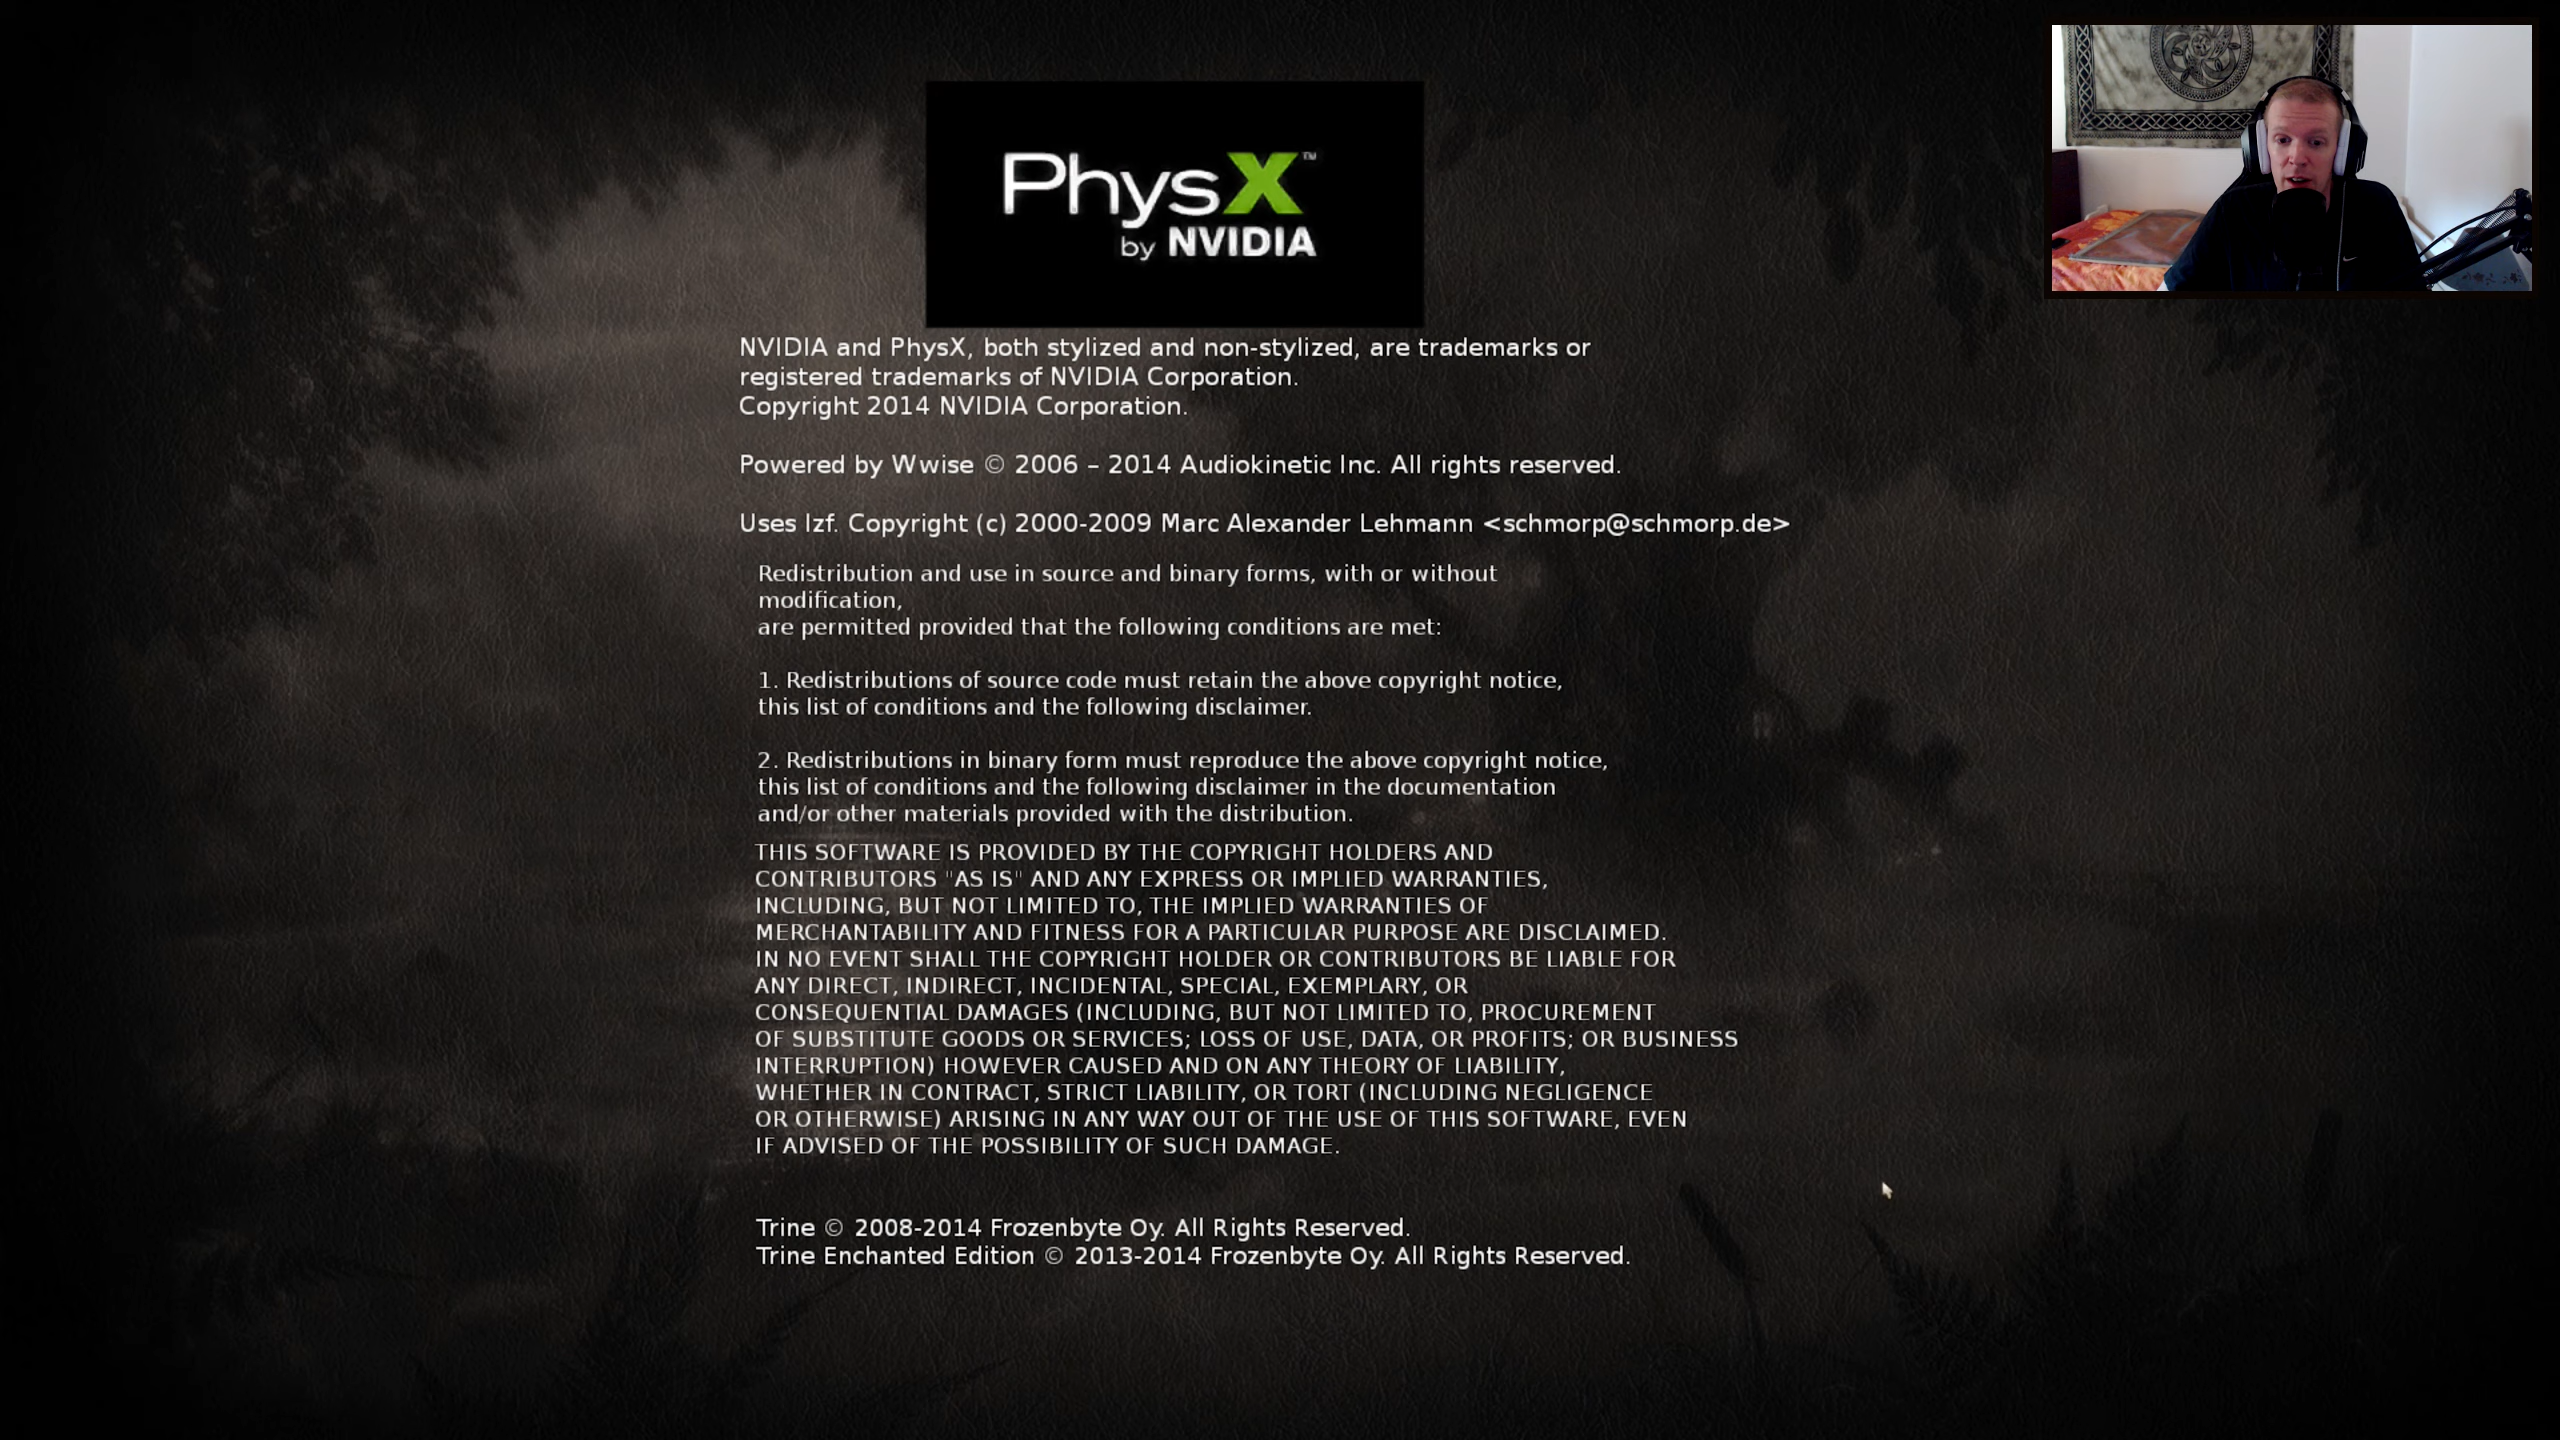 PhysX™
by NVIDIA
NVIDIA and PhysX, both stylized and non-stylized, are trademarks or
registered trademarks of NVIDIA Corporation.
Copyright 2014 NVIDIA Corporation.
Powered by Wwise © 2006 – 2014 Audiokinetic Inc. All rights reserved.
Uses lzf. Copyright (c) 2000-2009 Marc Alexander Lehmann <schmorp@schmorp.de>
Redistribution and use in source and binary forms, with or without
modification,
are permitted provided that the following conditions are met:
1. Redistributions of source code must retain the above copyright notice,
this list of conditions and the following disclaimer.
2. Redistributions in binary form must reproduce the above copyright notice,
this list of conditions and the following disclaimer in the documentation
and/or other materials provided with the distribution.
THIS SOFTWARE IS PROVIDED BY THE COPYRIGHT HOLDERS AND
CONTRIBUTORS "AS IS" AND ANY EXPRESS OR IMPLIED WARRANTIES,
INCLUDING, BUT NOT LIMITED TO, THE IMPLIED WARRANTIES OF
MERCHANTABILITY AND FITNESS FOR A PARTICULAR PURPOSE ARE DISCLAIMED.
IN NO EVENT SHALL THE COPYRIGHT HOLDER OR CONTRIBUTORS BE LIABLE FOR
ANY DIRECT, INDIRECT, INCIDENTAL, SPECIAL, EXEMPLARY, OR
CONSEQUENTIAL DAMAGES (INCLUDING, BUT NOT LIMITED TO, PROCUREMENT
OF SUBSTITUTE GOODS OR SERVICES; LOSS OF USE, DATA, OR PROFITS; OR BUSINESS
INTERRUPTION) HOWEVER CAUSED AND ON ANY THEORY OF LIABILITY,
WHETHER IN CONTRACT, STRICT LIABILITY, OR TORT (INCLUDING NEGLIGENCE
OR OTHERWISE) ARISING IN ANY WAY OUT OF THE USE OF THIS SOFTWARE, EVEN
IF ADVISED OF THE POSSIBILITY OF SUCH DAMAGE.
Trine © 2008-2014 Frozenbyte Oy. All Rights Reserved.
Trine Enchanted Edition © 2013-2014 Frozenbyte Oy. All Rights Reserved.